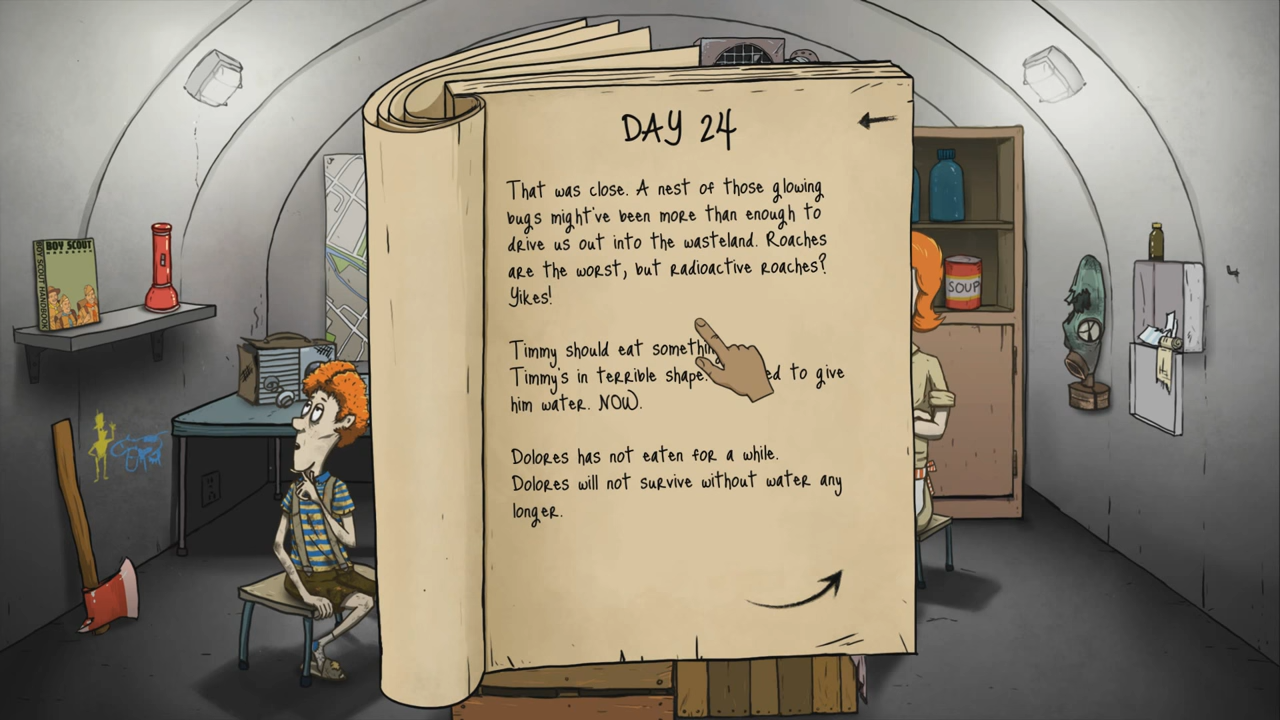 DAY 24
That was close. A nest of those glowing
bugs might've been more than enough to
drive us out into the wasteland. Roaches
are the worst, but radioactive roaches?
Yikes!
Timmy should eat something
Timmy's in terrible shape. to give
him water. NOW.
Dolores has not eaten for a while.
Dolores will not survive without water any
longer.
BOY SCOUT
BOY SCOUT HANDBOOK
SOUP